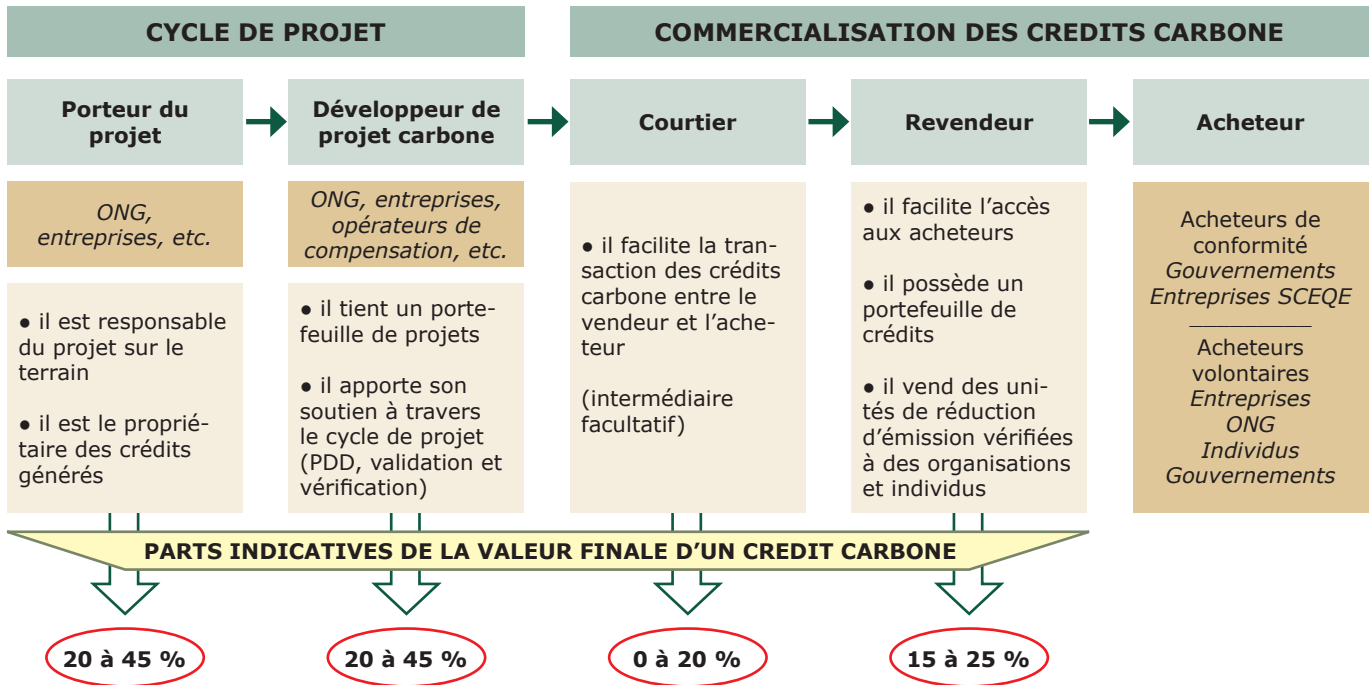 CYCLE DE PROJET
COMMERCIALISATION DES CREDITS CARBONE
Porteur du
projet
Développeur de
projet carbone
Courtier
Revendeur
Acheteur
ONG,
entreprises, etc.
● il est responsable
du projet sur le
terrain
● il est le proprié-
taire des crédits
générés
ONG, entreprises,
opérateurs de
compensation, etc.
● il tient un porte-
feuille de projets
● il apporte son
soutien à travers
le cycle de projet
(PDD, validation et
vérification)
● il facilite la tran-
saction des crédits
carbone entre le
vendeur et l’ache-
teur
(intermédiaire
facultatif)
● il facilite l’accès
aux acheteurs
● il possède un
portefeuille de
crédits
● il vend des uni-
tés de réduction
d’émission vérifiées
à des organisations
et individus
Acheteurs de
conformité
Gouvernements
Entreprises SCEQE
Acheteurs
volontaires
Entreprises
ONG
Individus
Gouvernements
PARTS INDICATIVES DE LA VALEUR FINALE D’UN CREDIT CARBONE
20 à 45 %
20 à 45 %
0 à 20 %
15 à 25 %